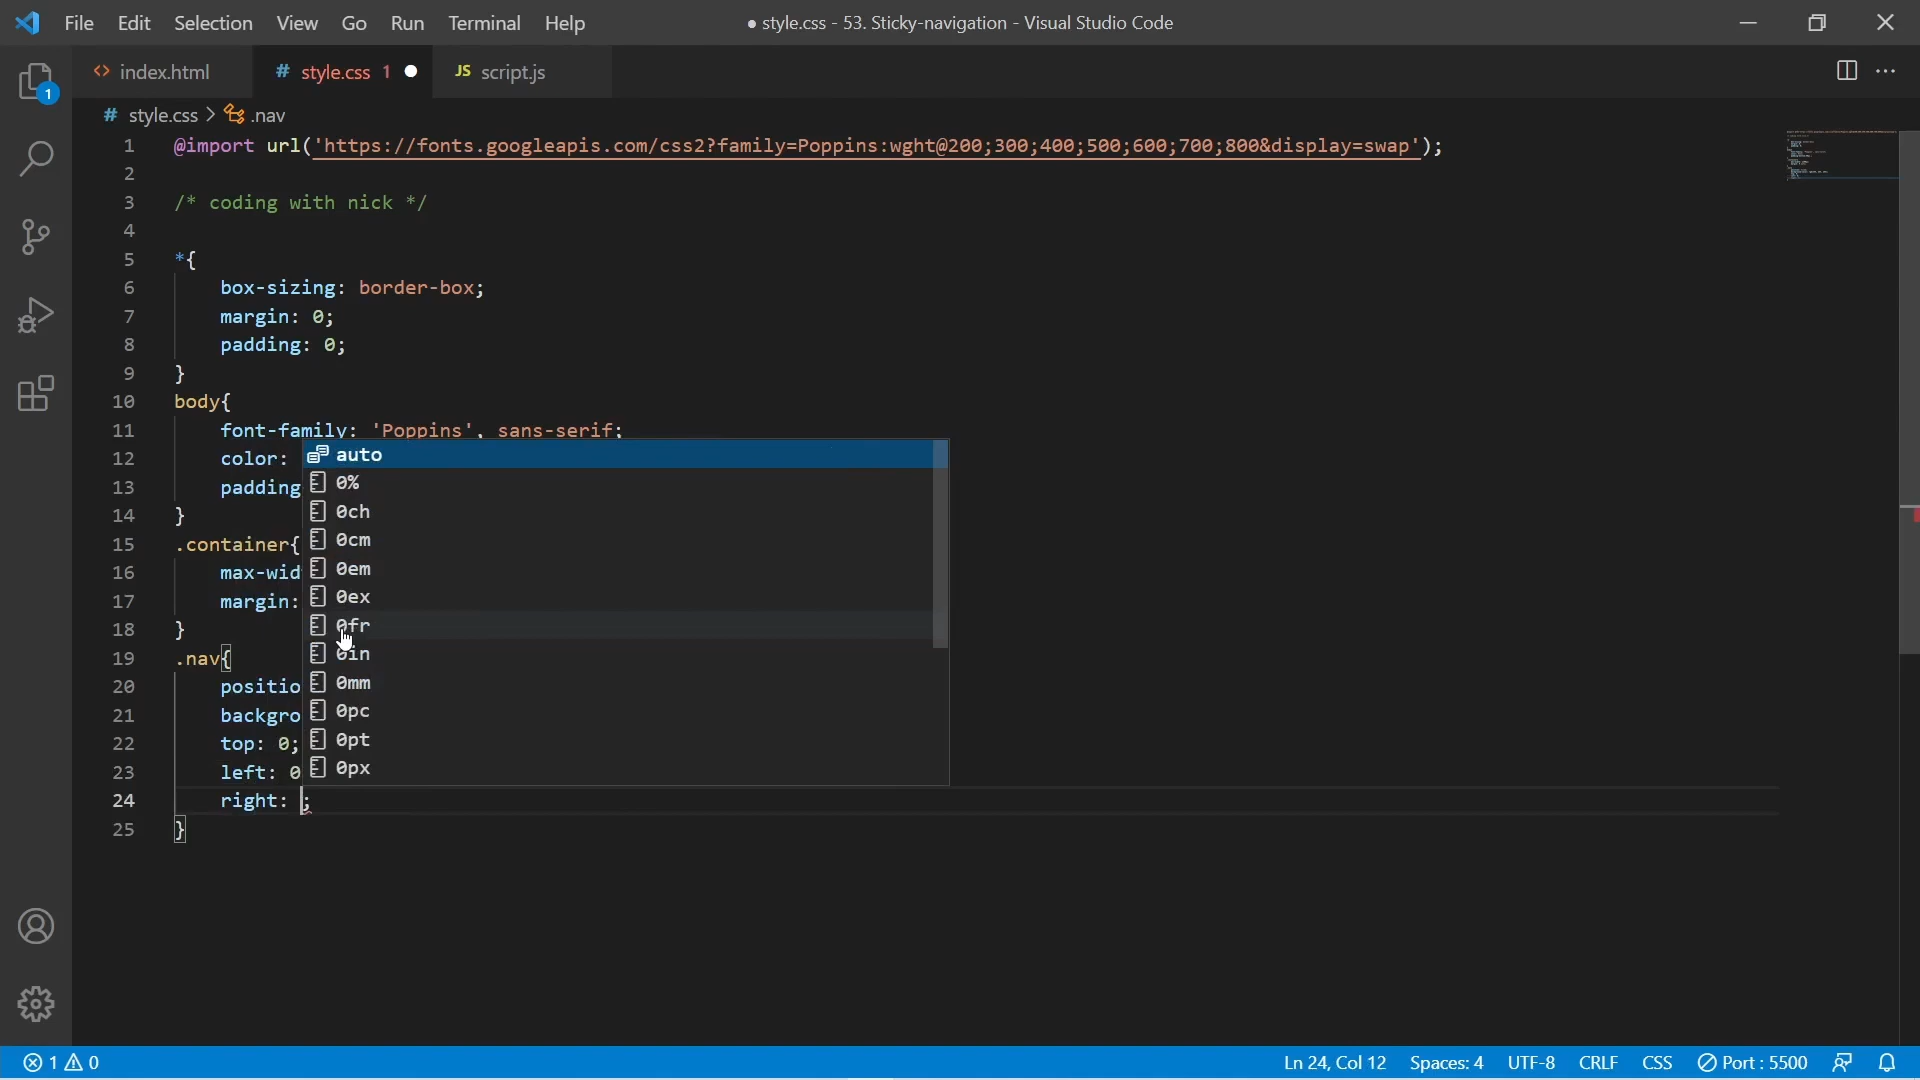 File Edit Selection View Go Run Terminal Help ● style.css - 53. Sticky-navigation - Visual Studio Code
<> index.html # style.css 1 ● JS script.js
1
# style.css > .nav
1 @import url('https://fonts.googleapis.com/css2?family=Poppins:wght@200;300;400;500;600;700;800&display=swap');
2
3 /* coding with nick */
4
5 *{
6 box-sizing: border-box;
7 margin: 0;
8 padding: 0;
9 }
10 body{
11 font-family: 'Poppins', sans-serif;
12 color: auto
0%
13 padding 0ch
14 } 0cm
15 .container{ 0em
16 max-wid 0ex
17 margin: 0fr
18 } 0in
19 .nav{ 0mm
20 positio 0pc
21 backgro 0pt
22 top: 0; 0px
23 left: 0
24 right: ;
25 }
1 0 Ln 24, Col 12 Spaces: 4 UTF-8 CRLF CSS Port : 5500